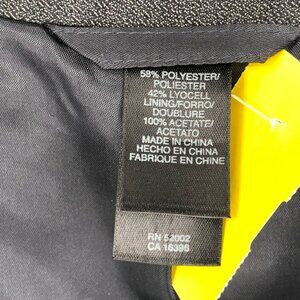 58% POLYESTER/
POLIESTER
42% LYOCELL
LINING/FORRO/
DOUBLURE
100% ACETATE/
ACETATO
MADE IN CHINA
HECHO EN CHINA
FABRIQUE EN CHINE
RN 52002
CA 16396